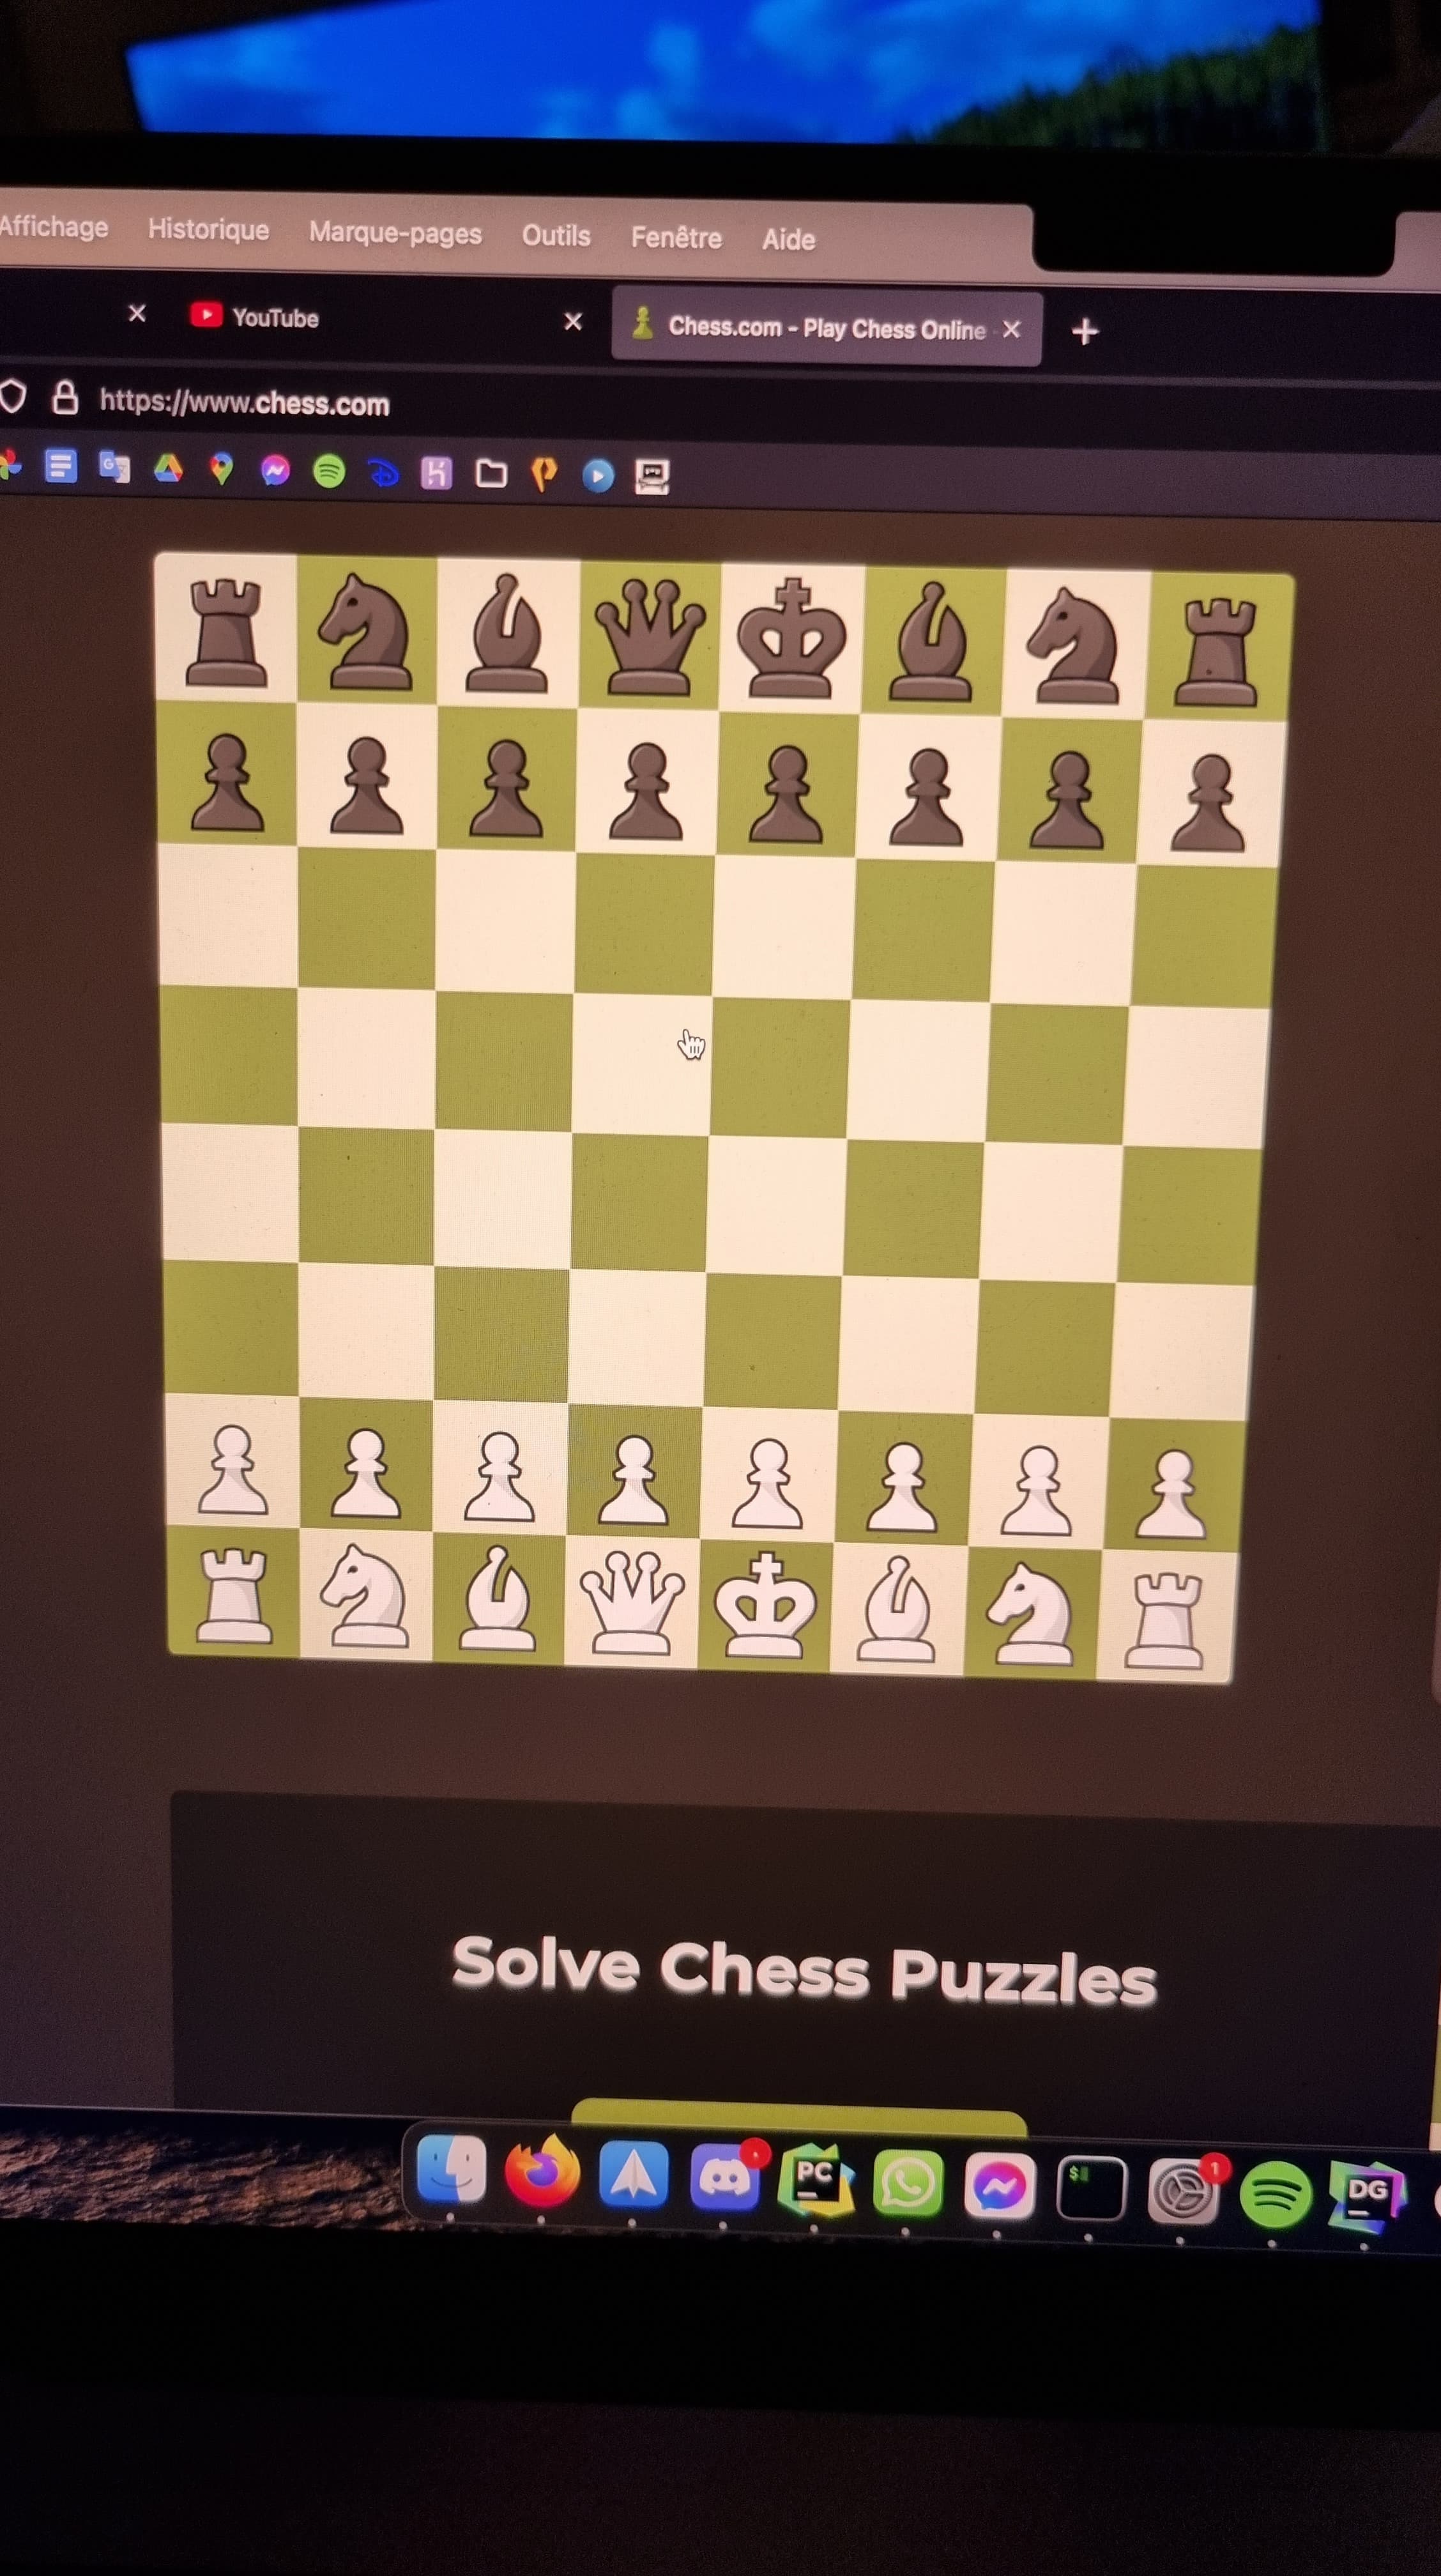 Affichage Historique Marque-pages Outils Fenêtre Aide
YouTube Chess.com - Play Chess Online
https://www.chess.com
Solve Chess Puzzles
PC $ 1 DG